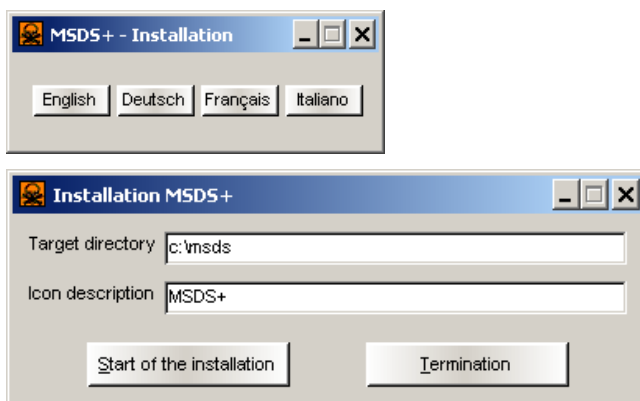 MSDS+ - Installation
English Deutsch Français Italiano
Installation MSDS+
Target directory c:\msds
Icon description MSDS+
Start of the installation Termination